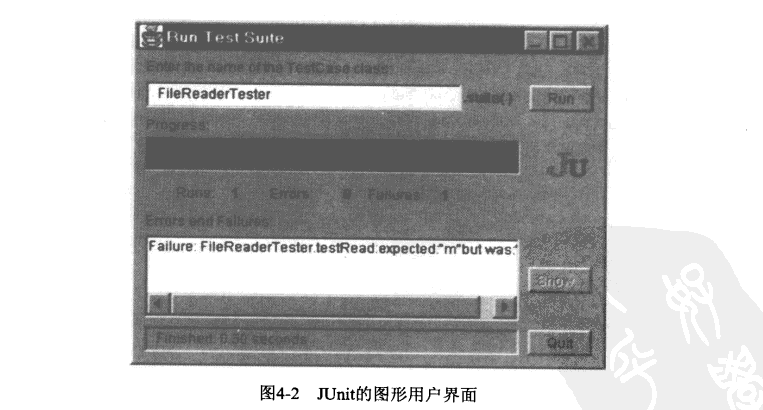 Run Test Suite
Enter the name of the TestCase class:
FileReaderTester
.suite()
Run
Progress:
JU
Runs: 1 Errors: 0 Failures: 1
Errors and Failures:
Failure: FileReaderTester.testRead:expected:"m"but was:"
Show...
Finished: seconds
Quit
图4-2 JUnit的图形用户界面